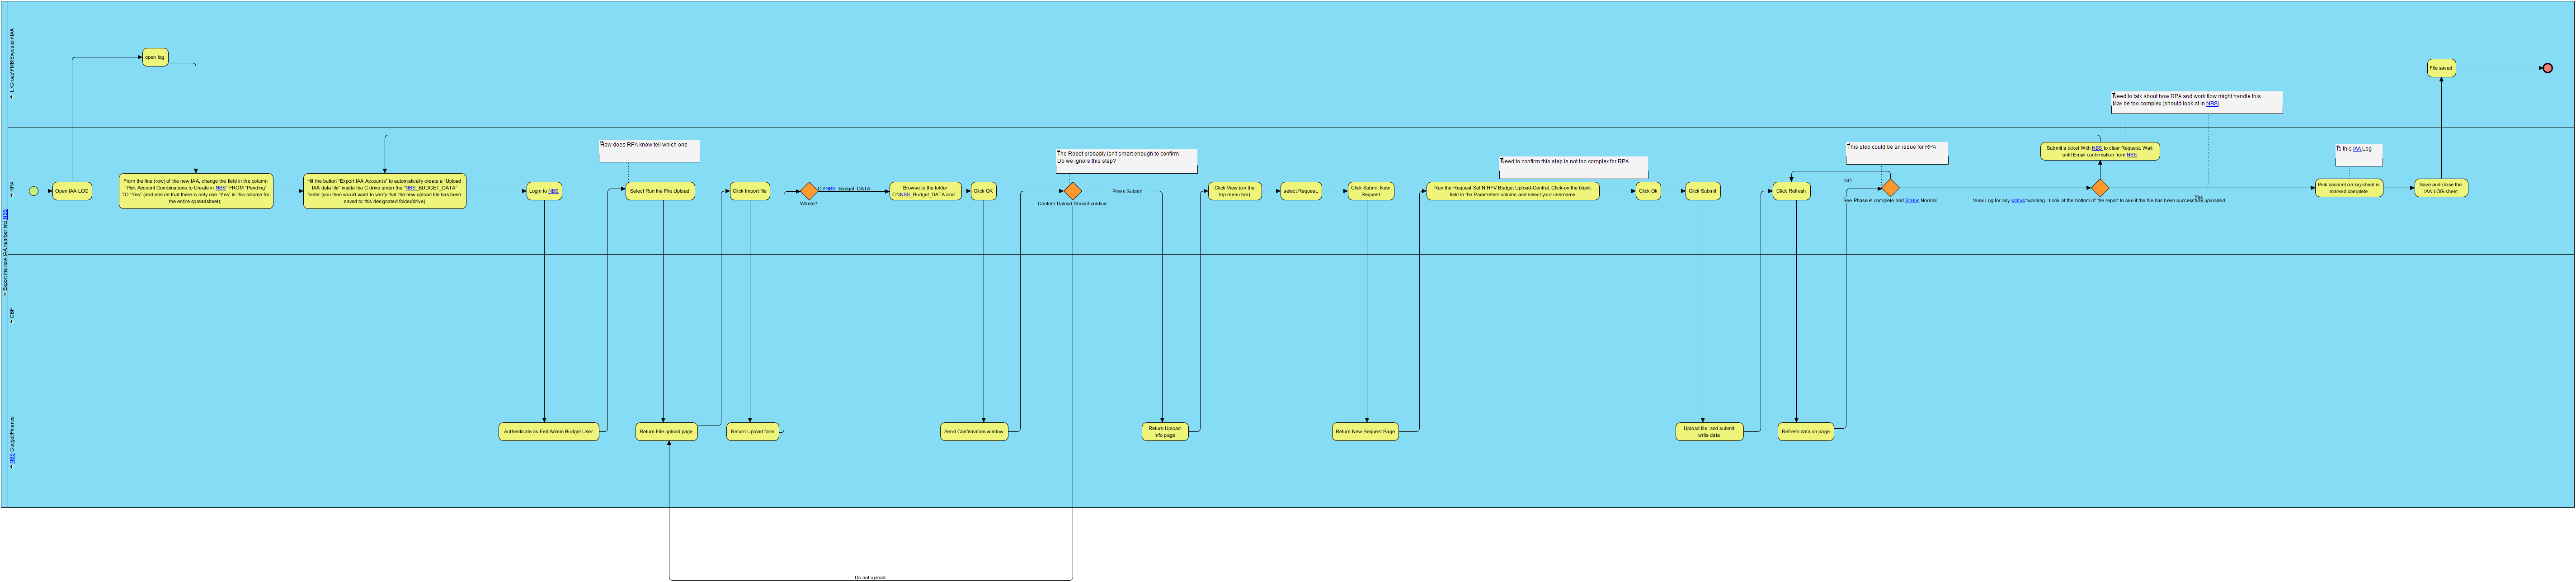 L:\Group\FMB\Execution\IAA
open log
File saved
Need to talk about how RPA and work flow might handle this
May be too complex (should look at in NBS)
Export the new IAA number into NBS
RPA
Open IAA LOG
From the line (row) of the new IAA, change the field in the column
"Pick Account Combinations to Create in NBS" FROM "Pending"
TO "Yes" (and ensure that there is only one "Yes" in this column for
the entire spreadsheet);
Hit the button "Export IAA Accounts" to automatically create a "Upload
IAA data file" inside the C drive under the "NBS_BUDGET_DATA"
folder (you then would want to verify that the new upload file has been
saved to this designated folder/drive)
Login to NBS
How does RPA know tell which one
Select Run the File Upload
Click Import file
Where?
C:\\NBS_Budget_DATA
Browse to the folder
C:\NBS_Budget_DATA and...
Click OK
The Robot probably isn't smart enough to confirm
Do we ignore this step?
Confirm Upload Should contiue
Press Submit
Click View (on the
top menu bar)
select Request,
Click Submit New
Request
Need to confirm this step is not too complex for RPA
Run the Request Set NIHFV Budget Upload-Central, Click-on the blank
field in the Parameters column and select your username
Click Ok
Click Submit
Click Refresh
This step could be an issue for RPA
NO
See Phase is complete and Status Normal
Submit a ticket With NBS to clear Request. Wait
until Email confirmation from NBS
View Log for any status=warning. Look at the bottom of the report to see if the file has been successfully uploaded.
Yes
Is this IAA Log
Pick account on log sheet is
marked complete
Save and close the
IAA LOG sheet
OBF
NBS Gudget/Finance
Authenticate as Fed Admin Budget User
Return File upload page
Return Upload form
Send Confirmation window
Return Upload
Info page
Return New Request Page
Upload file and submit
write data
Refresh data on page
Do not upload